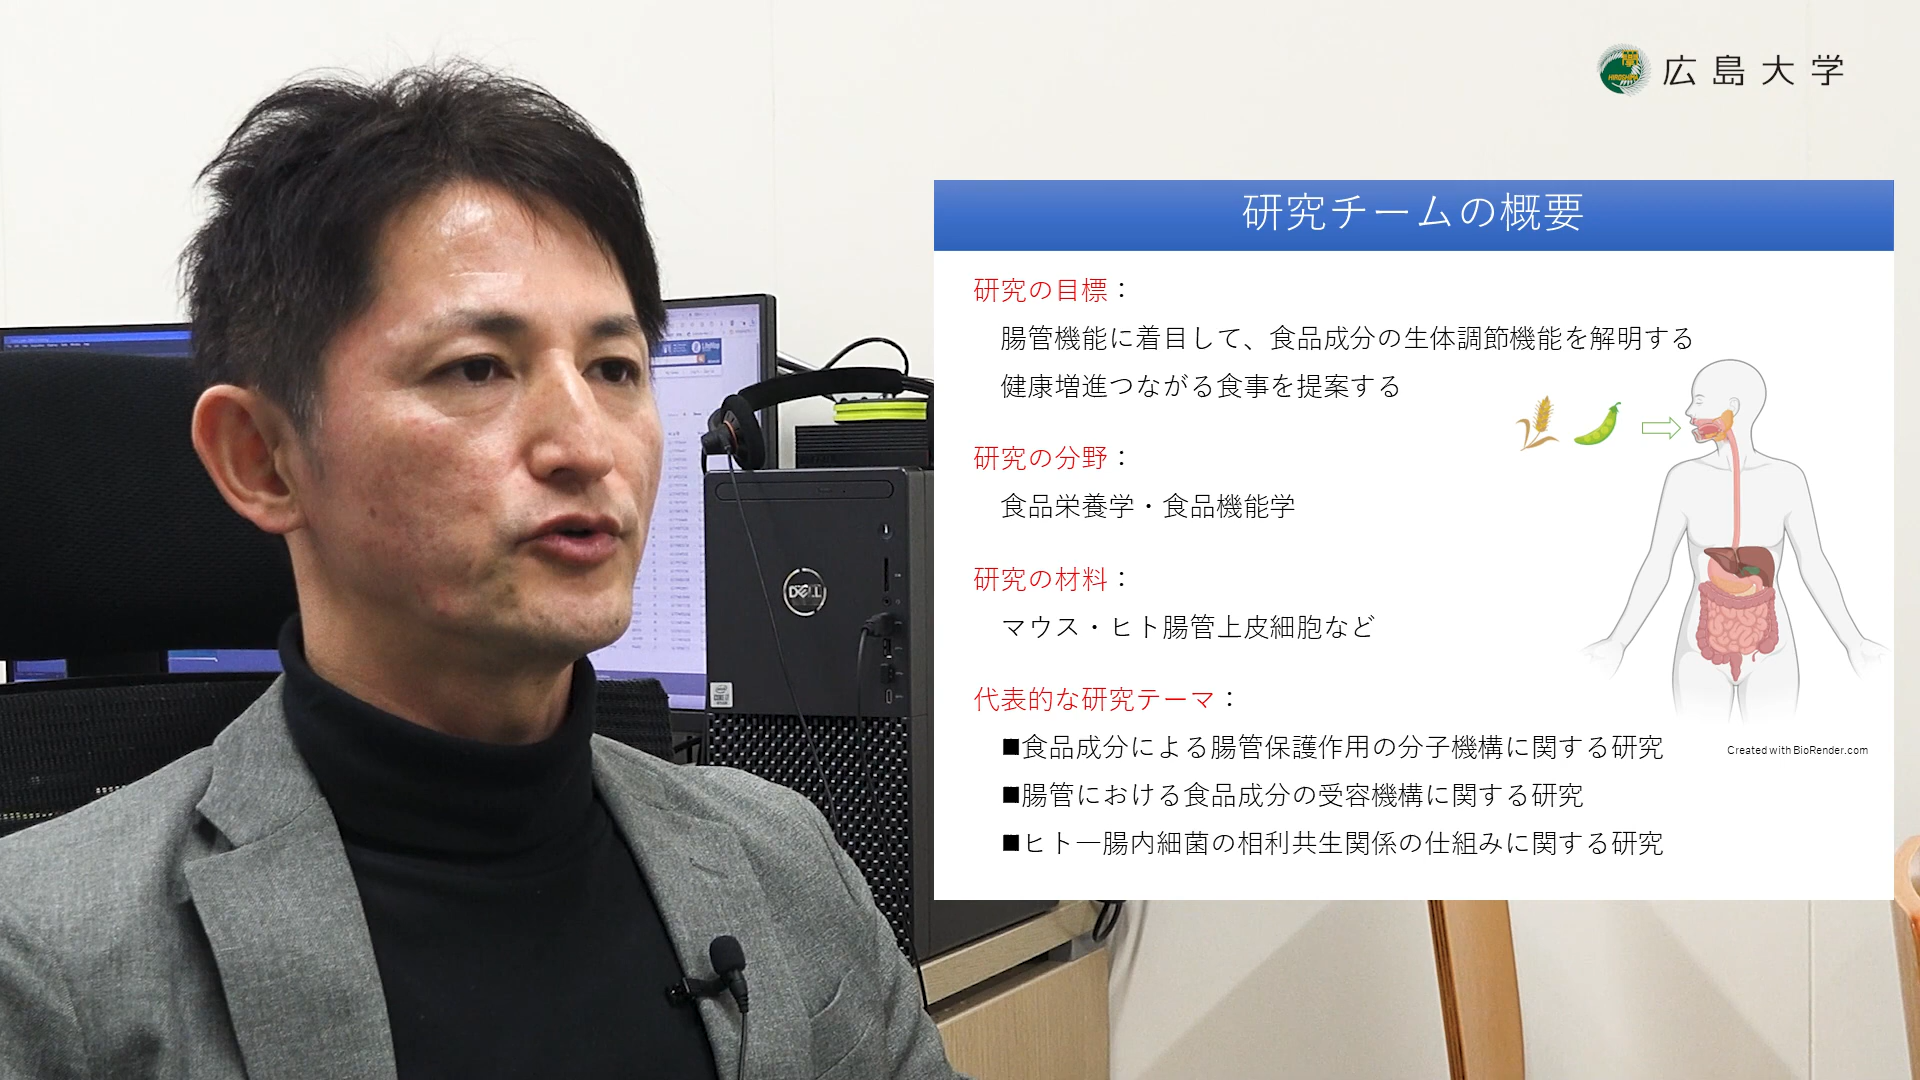 広島大学
研究チームの概要
研究の目標：
腸管機能に着目して、食品成分の生体調節機能を解明する
健康増進つながる食事を提案する
研究の分野：
食品栄養学・食品機能学
研究の材料：
マウス・ヒト腸管上皮細胞など
代表的な研究テーマ：
■食品成分による腸管保護作用の分子機構に関する研究
■腸管における食品成分の受容機構に関する研究
■ヒト―腸内細菌の相利共生関係の仕組みに関する研究
Created with BioRender.com
DELL